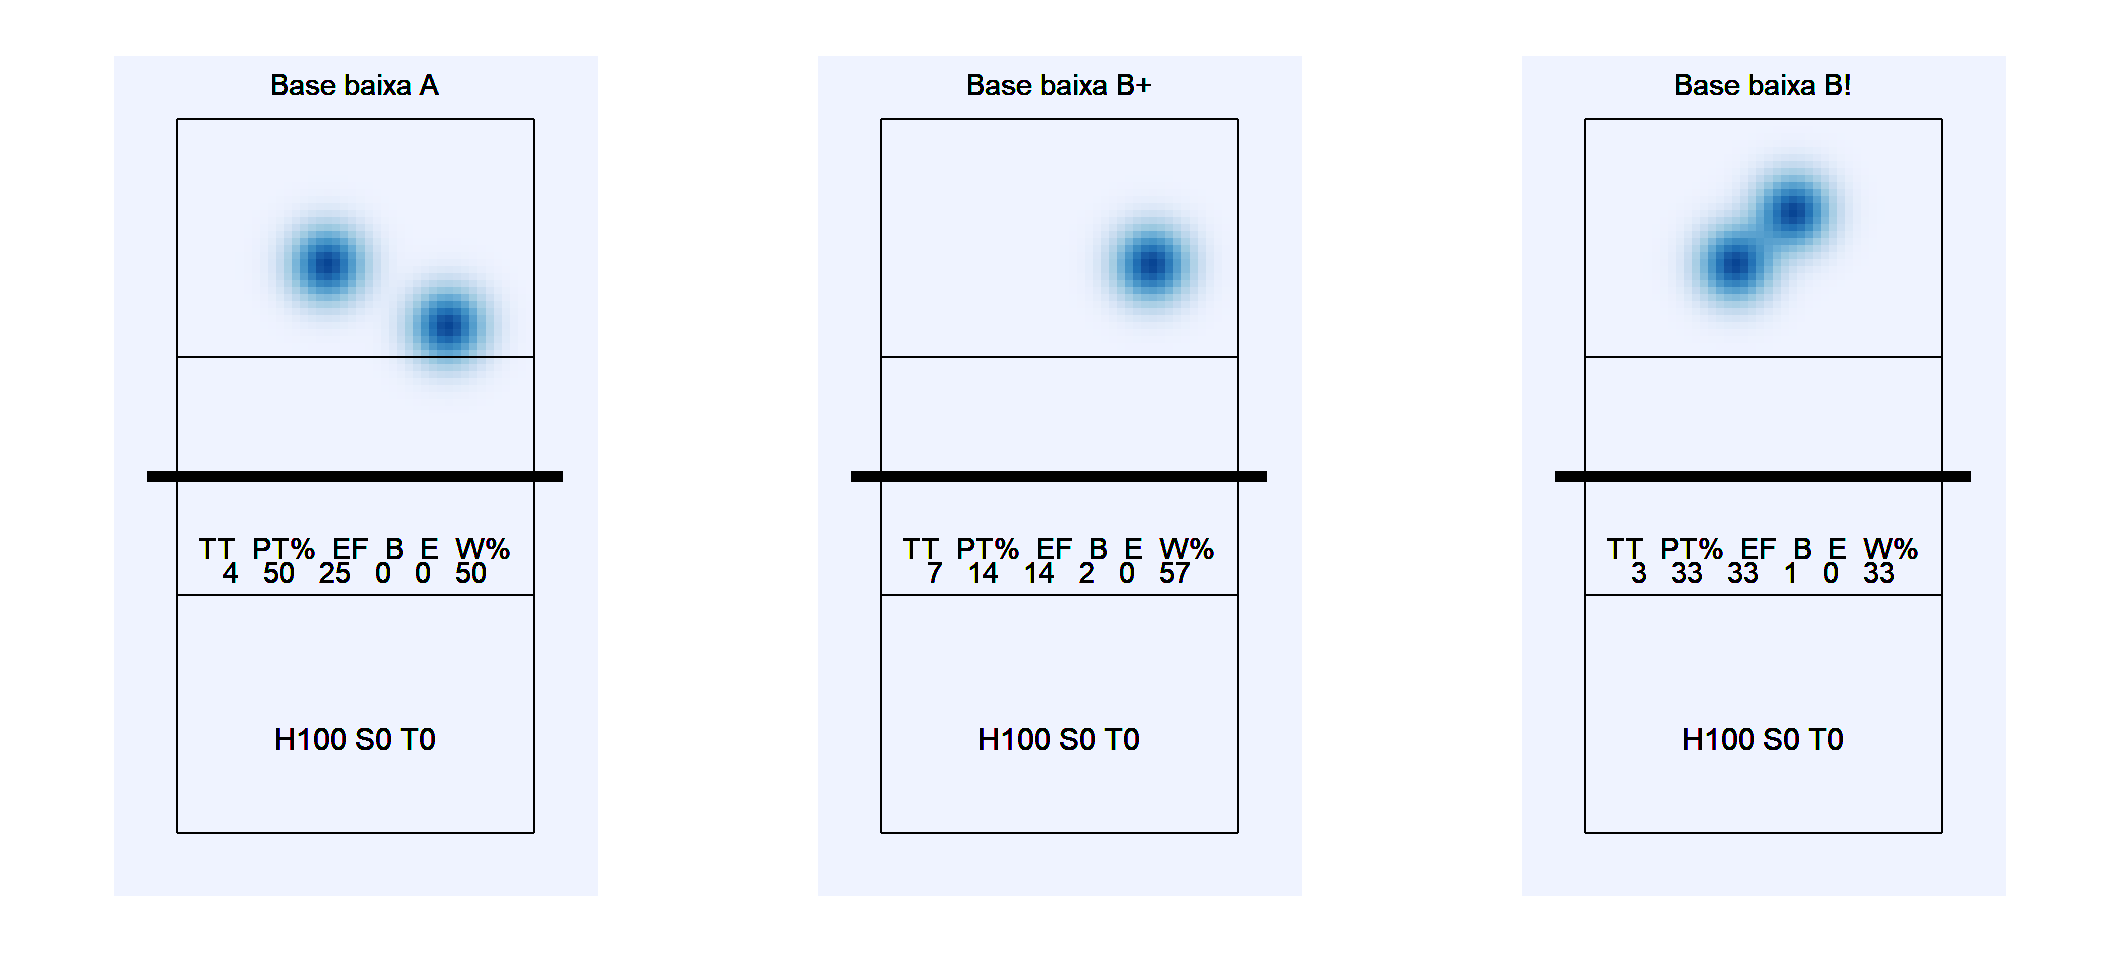 Base baixa A
TT PT% EF B E W%
4 50 25 0 0 50
H100 S0 T0
Base baixa B+
TT PT% EF B E W%
7 14 14 2 0 57
H100 S0 T0
Base baixa B!
TT PT% EF B E W%
3 33 33 1 0 33
H100 S0 T0